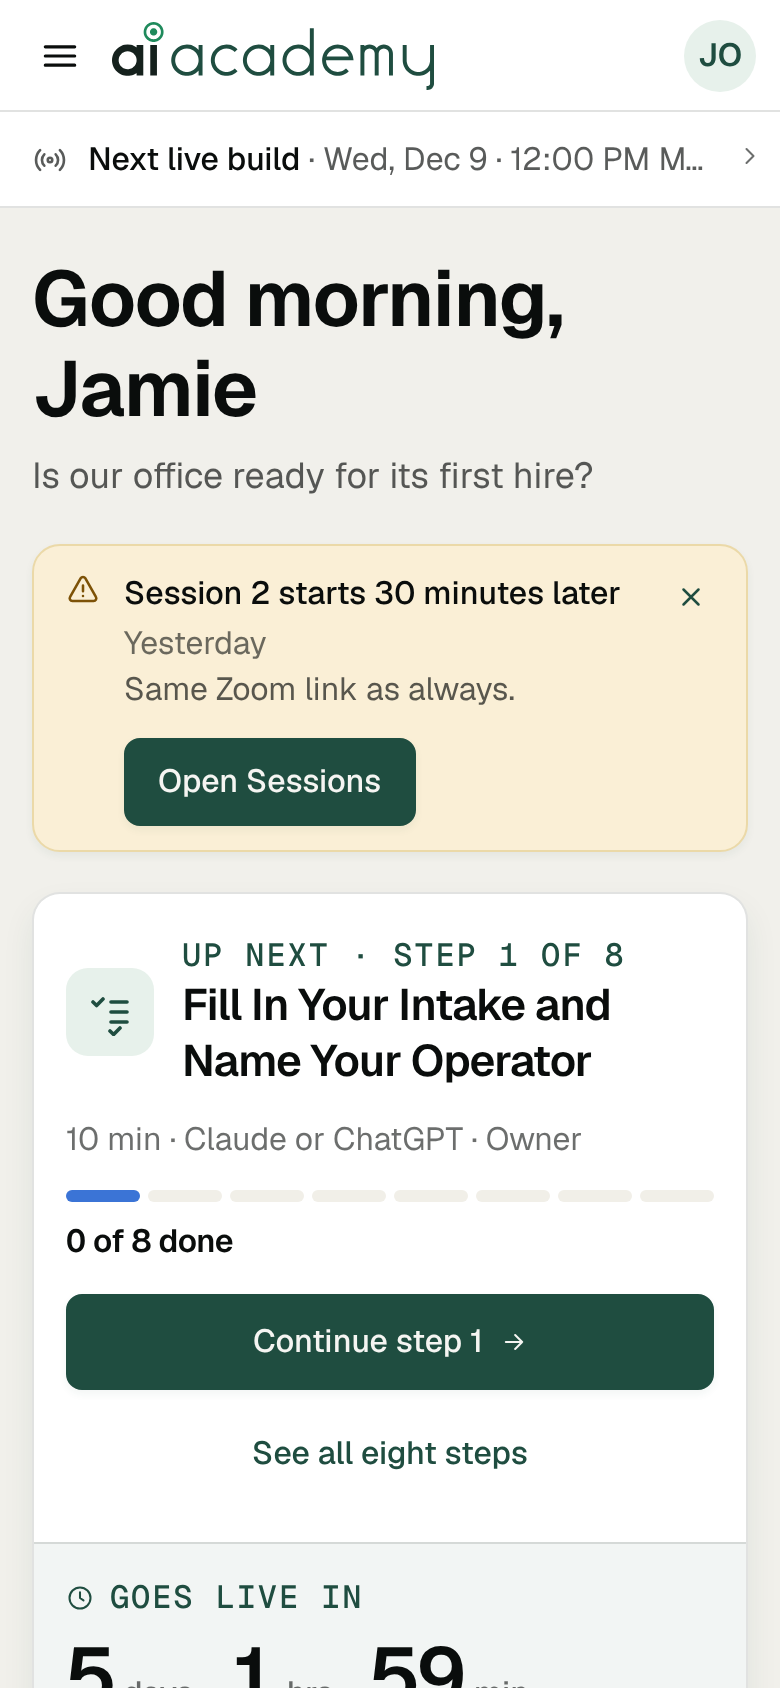 ai academy
JO
Next live build · Wed, Dec 9 · 12:00 PM M...
Good morning,
Jamie
Is our office ready for its first hire?
Session 2 starts 30 minutes later
Yesterday
Same Zoom link as always.
Open Sessions
UP NEXT · STEP 1 OF 8
Fill In Your Intake and
Name Your Operator
10 min · Claude or ChatGPT · Owner
0 of 8 done
Continue step 1 →
See all eight steps
GOES LIVE IN
5 days 1 hrs 59 min